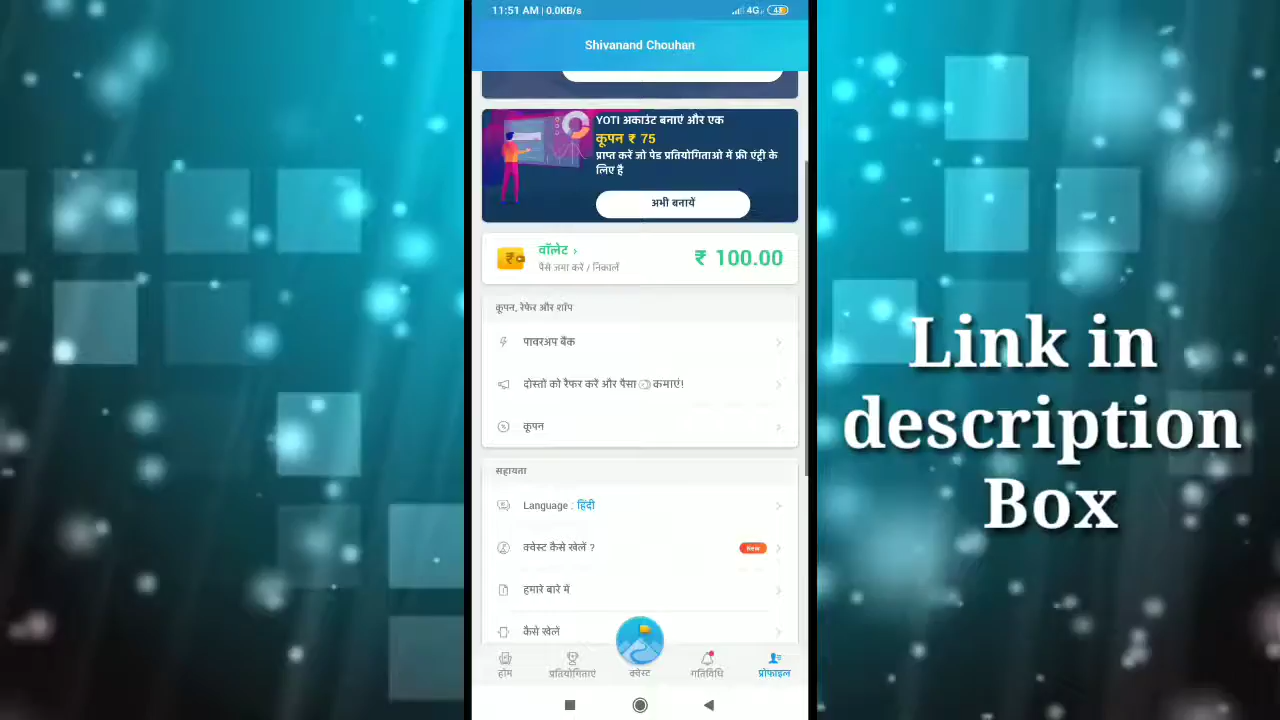 11:51 AM | 0.0KB/s
4G
Shivanand Chouhan
YOTI अकाउंट बनाएं और एक
कूपन ₹ 75
प्राप्त करें जो पेड प्रतियोगिताओ में फ्री एंट्री के
लिए है
अभी बनायें
वॉलेट ›
₹ 100.00
पैसे जमा करें / निकालें
कूपन, रेफेर और शॉप
पावरअप बैंक
दोस्तों को रैफर करें और पैसा कमाएं!
कूपन
सहायता
Language : हिंदी
क्वेस्ट कैसे खेलें ?
New
हमारे बारे में
कैसे खेलें
होम
प्रतियोगिताएं
क्वेस्ट
गतिविधि
प्रोफाइल
Link in
description
Box